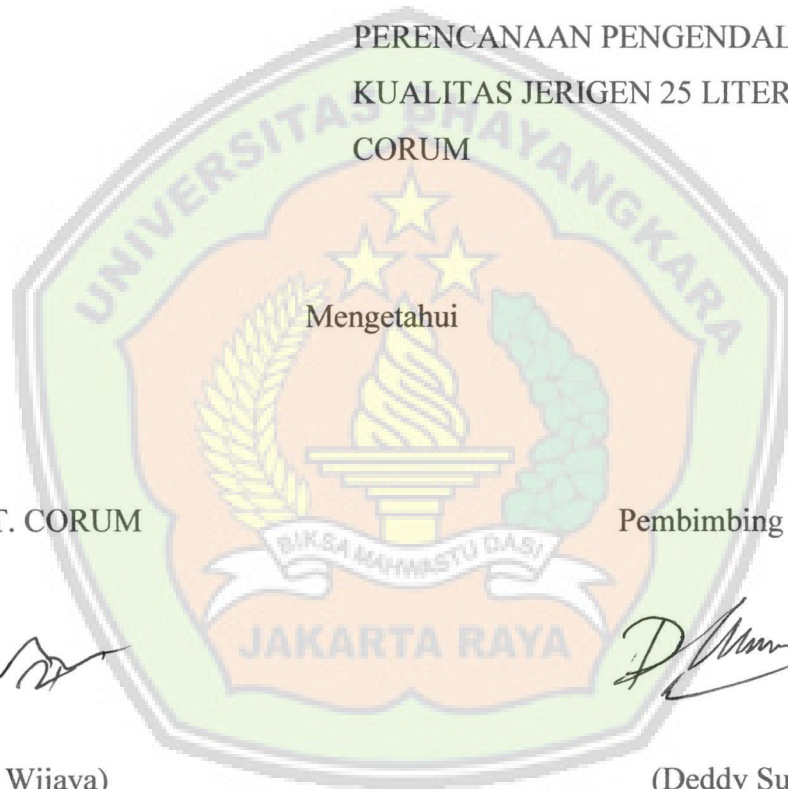 PERENCANAAN PENGENDAL
KUALITAS JERIGEN 25 LITER
CORUM
UNIVERSITAS BHAYANGKARA
Mengetahui
T. CORUM
Pembimbing
BIKSA MAHWASTU DASI
JAKARTA RAYA
Wijaya)
(Deddy Su